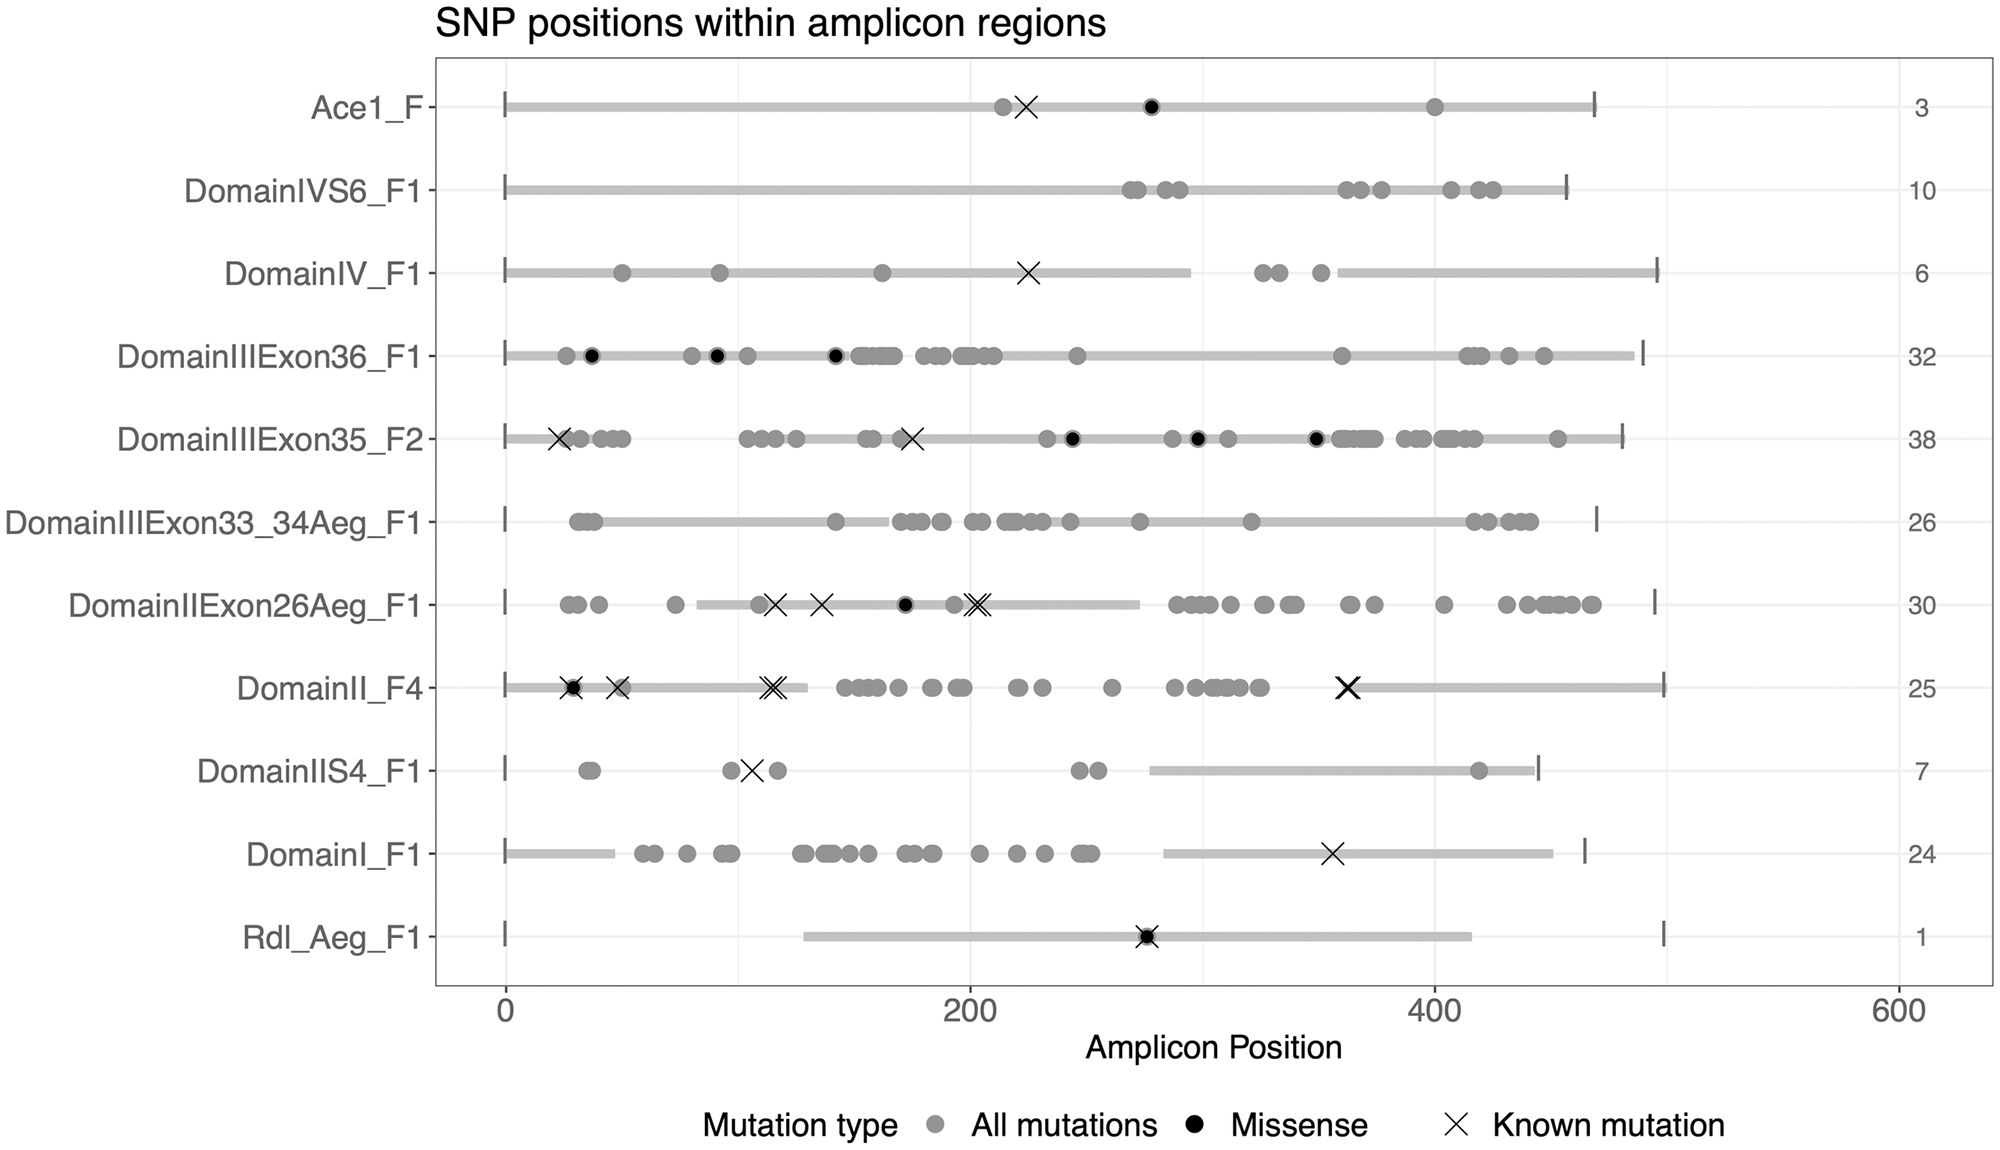 SNP positions within amplicon regions
Ace1_F 3
DomainIVS6_F1 10
DomainIV_F1 6
DomainIIIExon36_F1 32
DomainIIIExon35_F2 38
DomainIIIExon33_34Aeg_F1 26
DomainIIExon26Aeg_F1 30
DomainII_F4 25
DomainIIS4_F1 7
DomainI_F1 24
Rdl_Aeg_F1 1
0 200 400 600
Amplicon Position
Mutation type All mutations Missense Known mutation